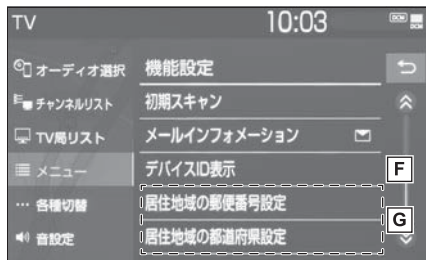 TV
10:03
DCM
DCM
オーディオ選択
機能設定
チャンネルリスト
初期スキャン
TV局リスト
メールインフォメーション
メニュー
デバイスID表示
F
各種切替
居住地域の郵便番号設定
G
音設定
居住地域の都道府県設定